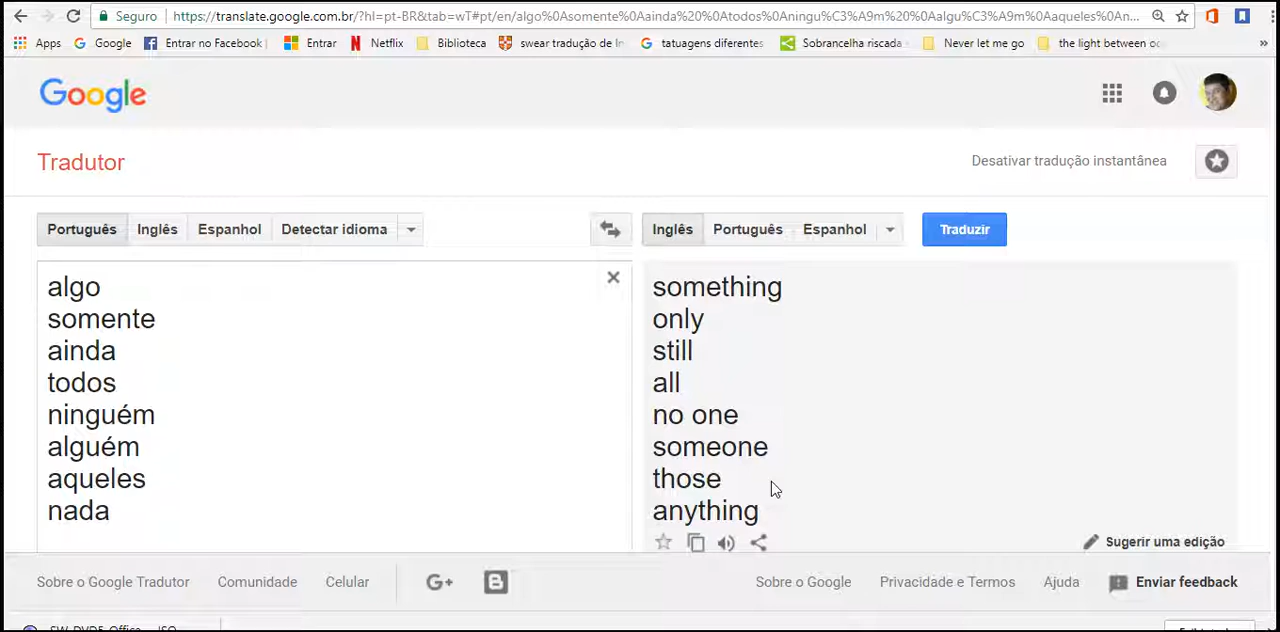 Seguro https://translate.google.com.br/?hl=pt-BR&tab=wT#pt/en/algo%0Asomente%0Aainda%20%0Atodos%0Aningu%C3%A9m%20%0Aalgu%C3%A9m%0Aaqueles%0An...
Apps Google Entrar no Facebook Entrar Netflix Biblioteca swear tradução de In tatuagens diferentes Sobrancelha riscada Never let me go the light between oc »
Google
Tradutor Desativar tradução instantânea
Português Inglês Espanhol Detectar idioma Inglês Português Espanhol Traduzir
algo something
somente only
ainda still
todos all
ninguém no one
alguém someone
aqueles those
nada anything
Sugerir uma edição
Sobre o Google Tradutor Comunidade Celular G+ B Sobre o Google Privacidade e Termos Ajuda Enviar feedback